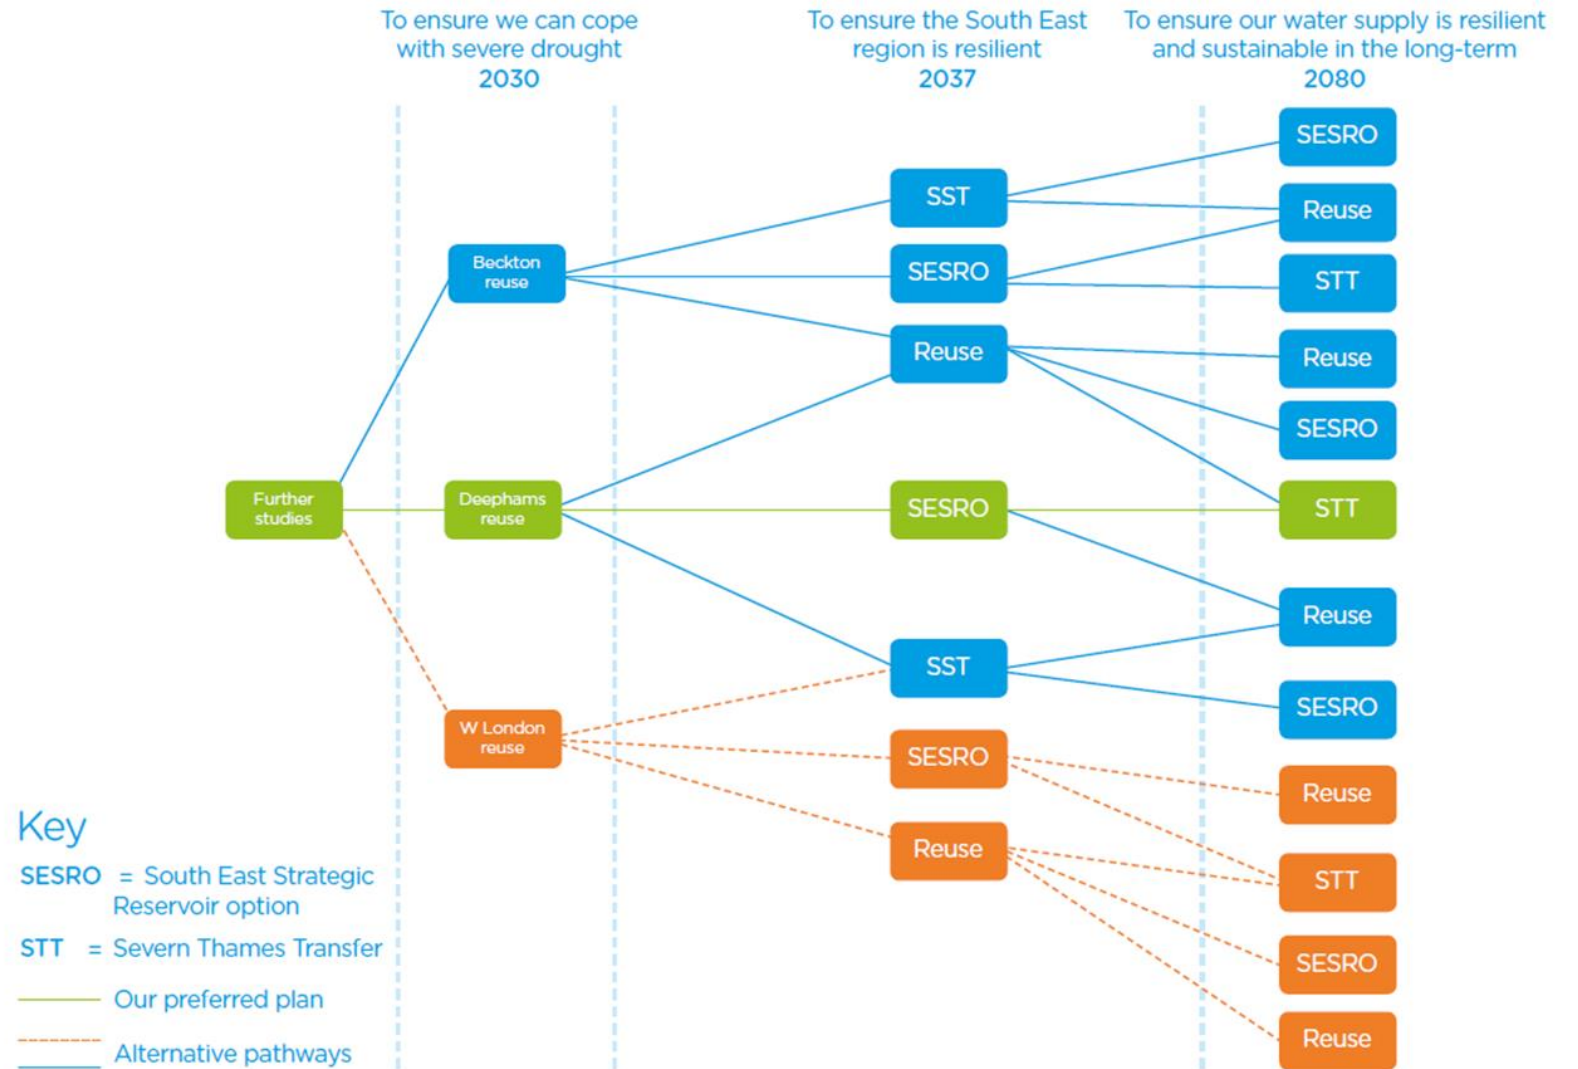 To ensure we can cope
with severe drought
2030
To ensure the South East
region is resilient
2037
To ensure our water supply is resilient
and sustainable in the long-term
2080
Further
studies
Beckton
reuse
Deephams
reuse
W London
reuse
SST
SESRO
Reuse
SESRO
SST
SESRO
Reuse
SESRO
Reuse
STT
Reuse
SESRO
STT
Reuse
SESRO
Reuse
STT
SESRO
Reuse
Key
SESRO = South East Strategic
Reservoir option
STT = Severn Thames Transfer
Our preferred plan
Alternative pathways